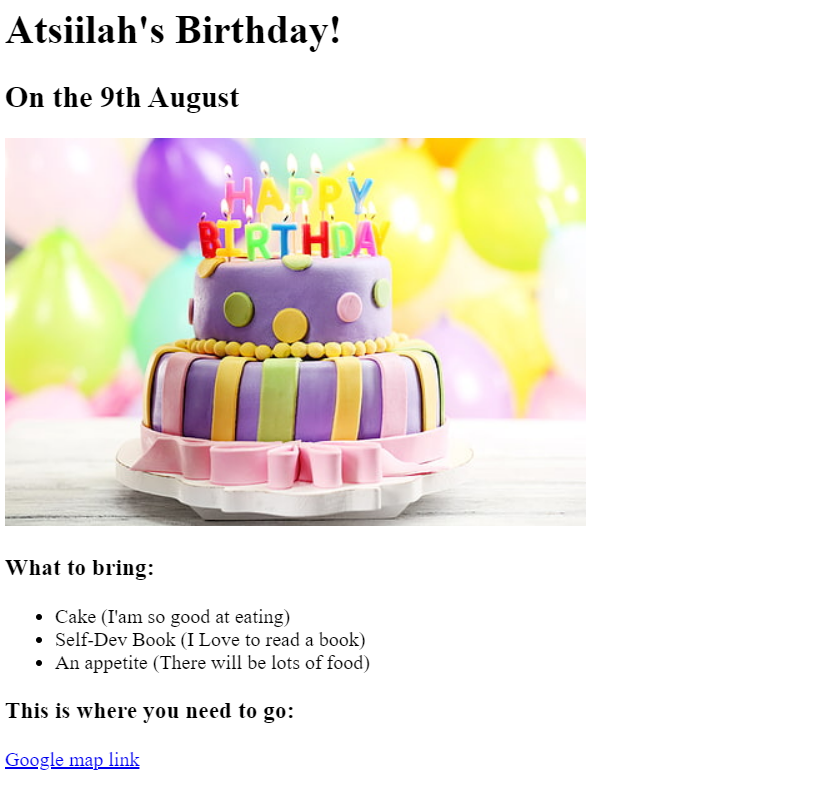 Atsiilah's Birthday!
On the 9th August
HAPPY
BIRTHDAY
What to bring:
Cake (I'am so good at eating)
Self-Dev Book (I Love to read a book)
An appetite (There will be lots of food)
This is where you need to go:
Google map link